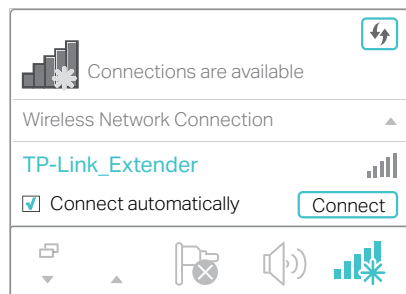 Connections are available
Wireless Network Connection
TP-Link_Extender
Connect automatically
Connect